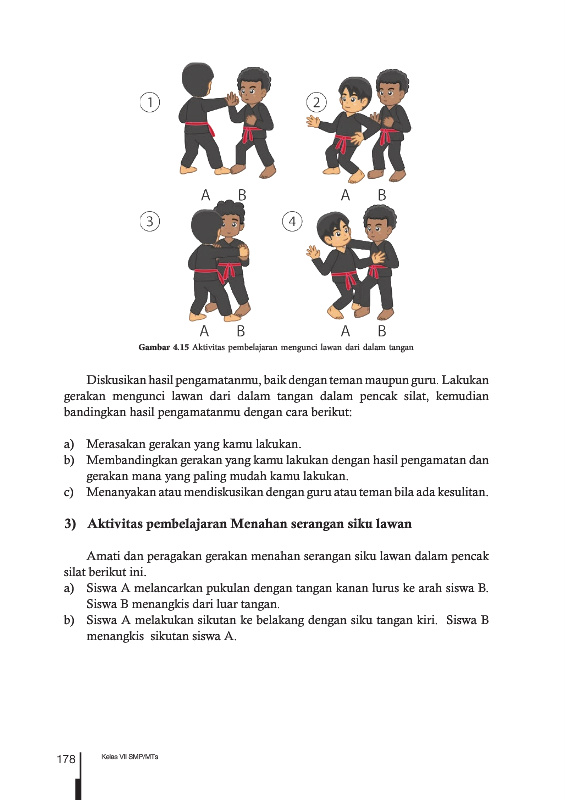 1
2
A B
3
4
A B
A B
A B
Gambar 4.15 Aktivitas pembelajaran mengunci lawan dari dalam tangan
Diskusikan hasil pengamatanmu, baik dengan teman maupun guru. Lakukan
gerakan mengunci lawan dari dalam tangan dalam pencak silat, kemudian
bandingkan hasil pengamatanmu dengan cara berikut:
a) Merasakan gerakan yang kamu lakukan.
b) Membandingkan gerakan yang kamu lakukan dengan hasil pengamatan dan
gerakan mana yang paling mudah kamu lakukan.
c) Menanyakan atau mendiskusikan dengan guru atau teman bila ada kesulitan.
3) Aktivitas pembelajaran Menahan serangan siku lawan
Amati dan peragakan gerakan menahan serangan siku lawan dalam pencak
silat berikut ini.
a) Siswa A melancarkan pukulan dengan tangan kanan lurus ke arah siswa B.
Siswa B menangkis dari luar tangan.
b) Siswa A melakukan sikutan ke belakang dengan siku tangan kiri. Siswa B
menangkis sikutan siswa A.
178
Kelas VII SMP/MTs